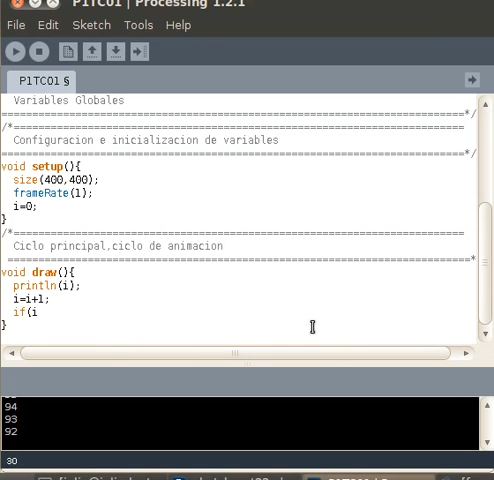 P1TC01 | Processing 1.2.1
File Edit Sketch Tools Help
P1TC01 §
Variables Globales
=============================================================================*/
/*===========================================================================
Configuracion e inicializacion de variables
=============================================================================*/
void setup(){
size(400,400);
frameRate(1);
i=0;
}
/*===========================================================================
Ciclo principal,ciclo de animacion
=============================================================================*
void draw(){
println(i);
i=i+1;
if(i
}
94
93
92
30